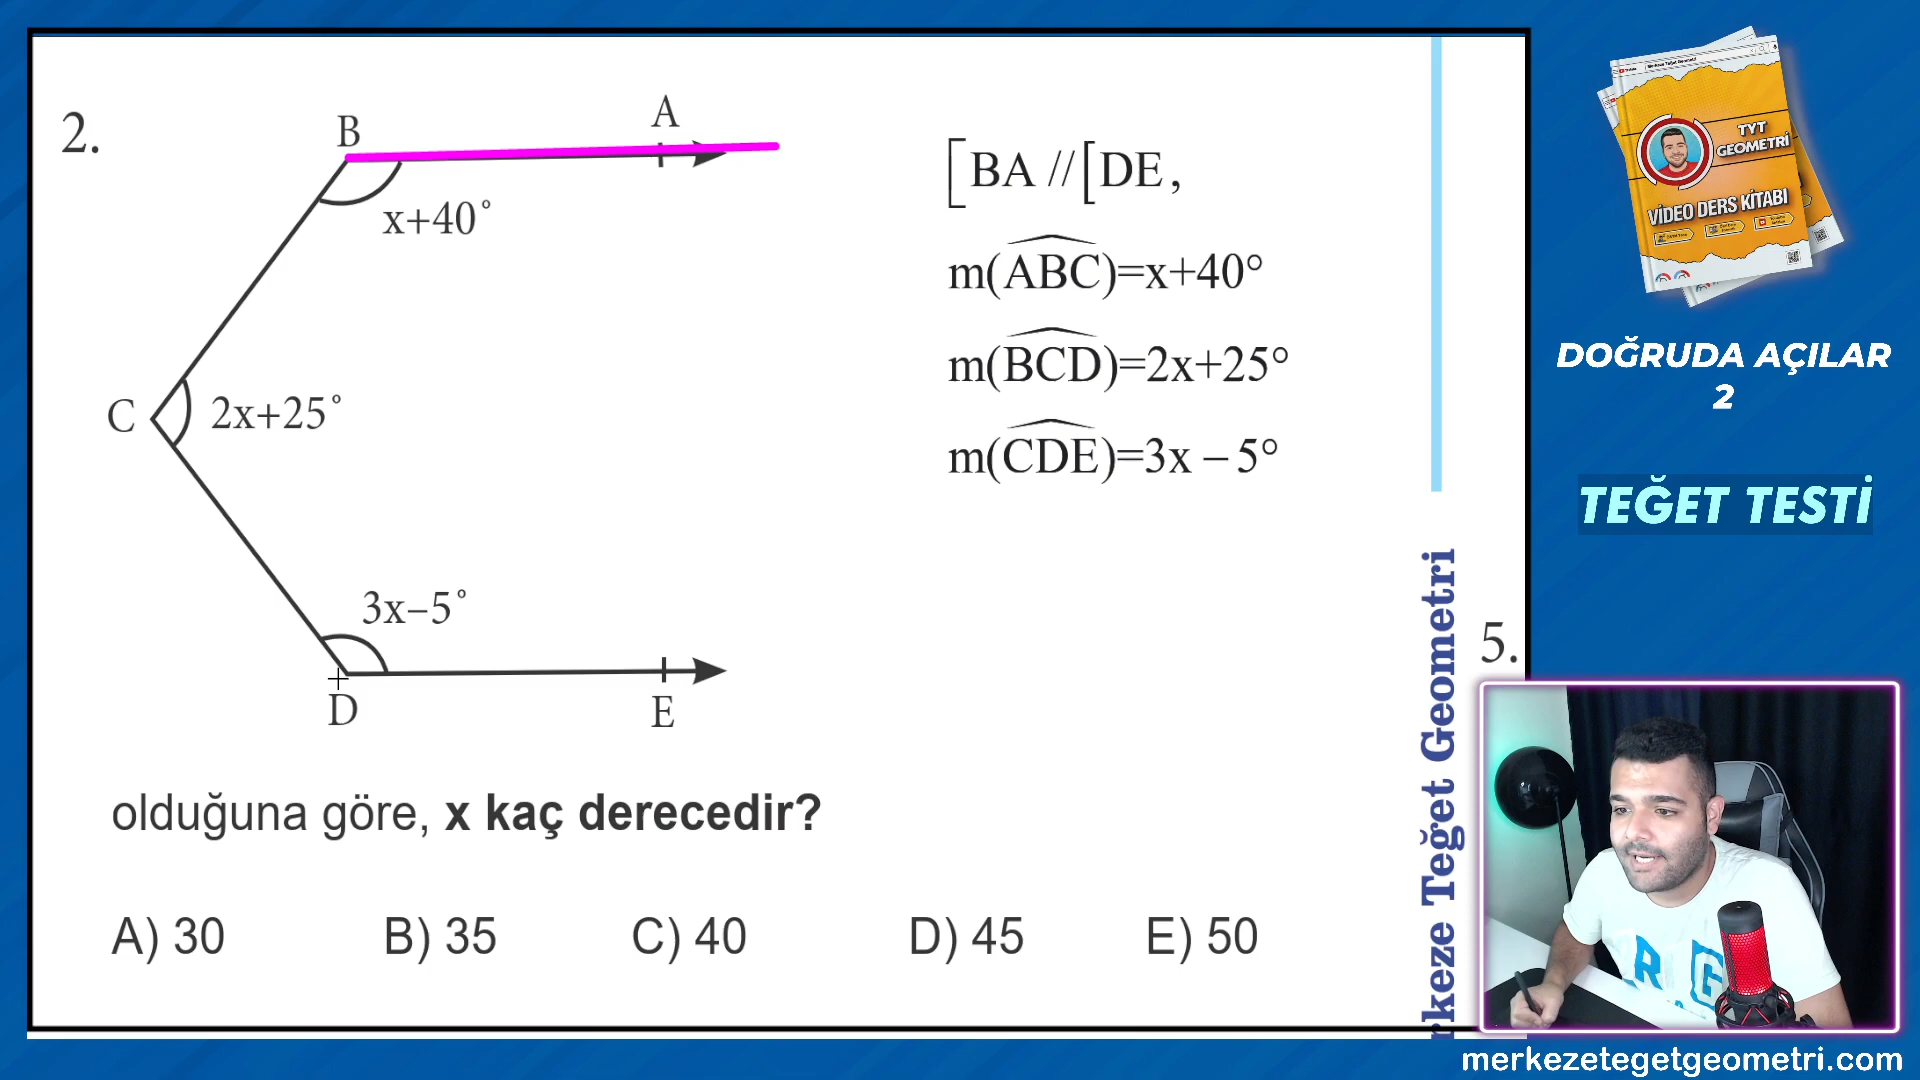 2.
B
A
x+40°
C
2x+25°
3x–5°
D
E
[BA // [DE,
m(ABC)=x+40°
m(BCD)=2x+25°
m(CDE)=3x – 5°
olduğuna göre, x kaç derecedir?
A) 30 B) 35 C) 40 D) 45 E) 50
rkeze Teğet Geometri
5.
TYT
GEOMETRİ
VİDEO DERS KİTABI
DOĞRUDA AÇILAR
2
TEĞET TESTİ
merkezetegetgeometri.com